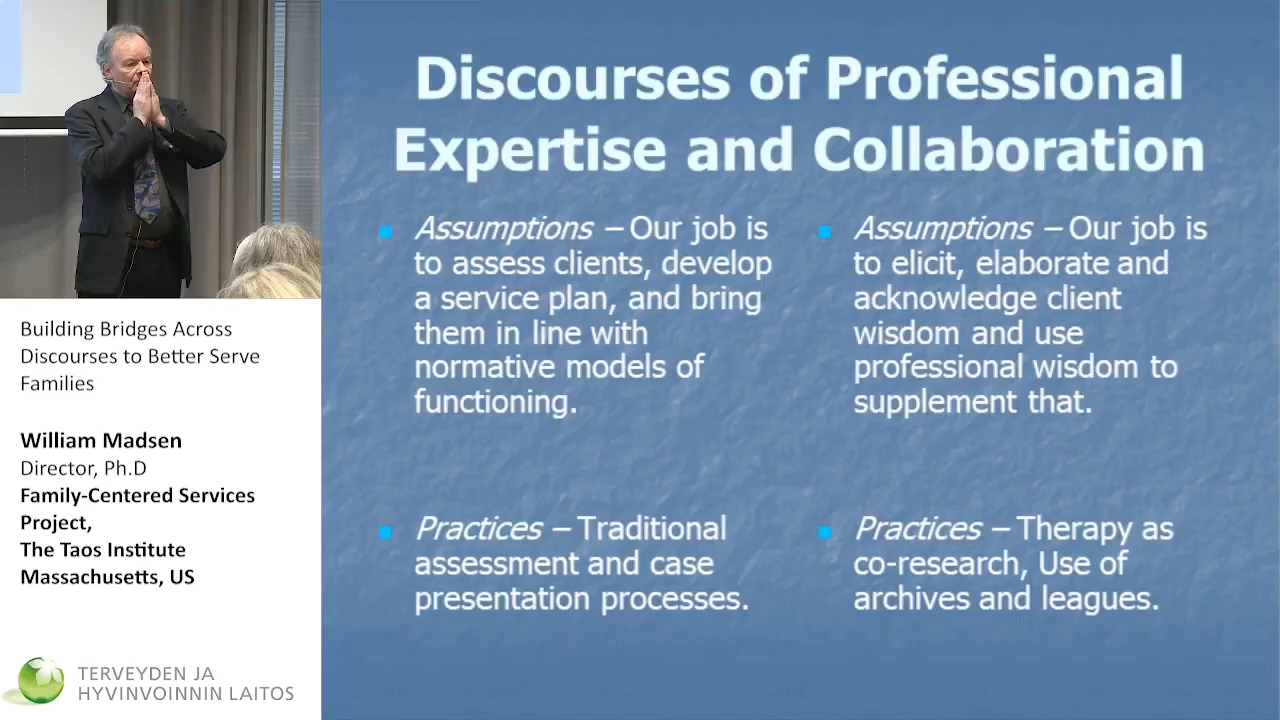 Building Bridges Across
Discourses to Better Serve
Families
William Madsen
Director, Ph.D
Family-Centered Services
Project,
The Taos Institute
Massachusetts, US
TERVEYDEN JA
HYVINVOINNIN LAITOS
Discourses of Professional
Expertise and Collaboration
Assumptions – Our job is
to assess clients, develop
a service plan, and bring
them in line with
normative models of
functioning.
Practices – Traditional
assessment and case
presentation processes.
Assumptions – Our job is
to elicit, elaborate and
acknowledge client
wisdom and use
professional wisdom to
supplement that.
Practices – Therapy as
co-research, Use of
archives and leagues.